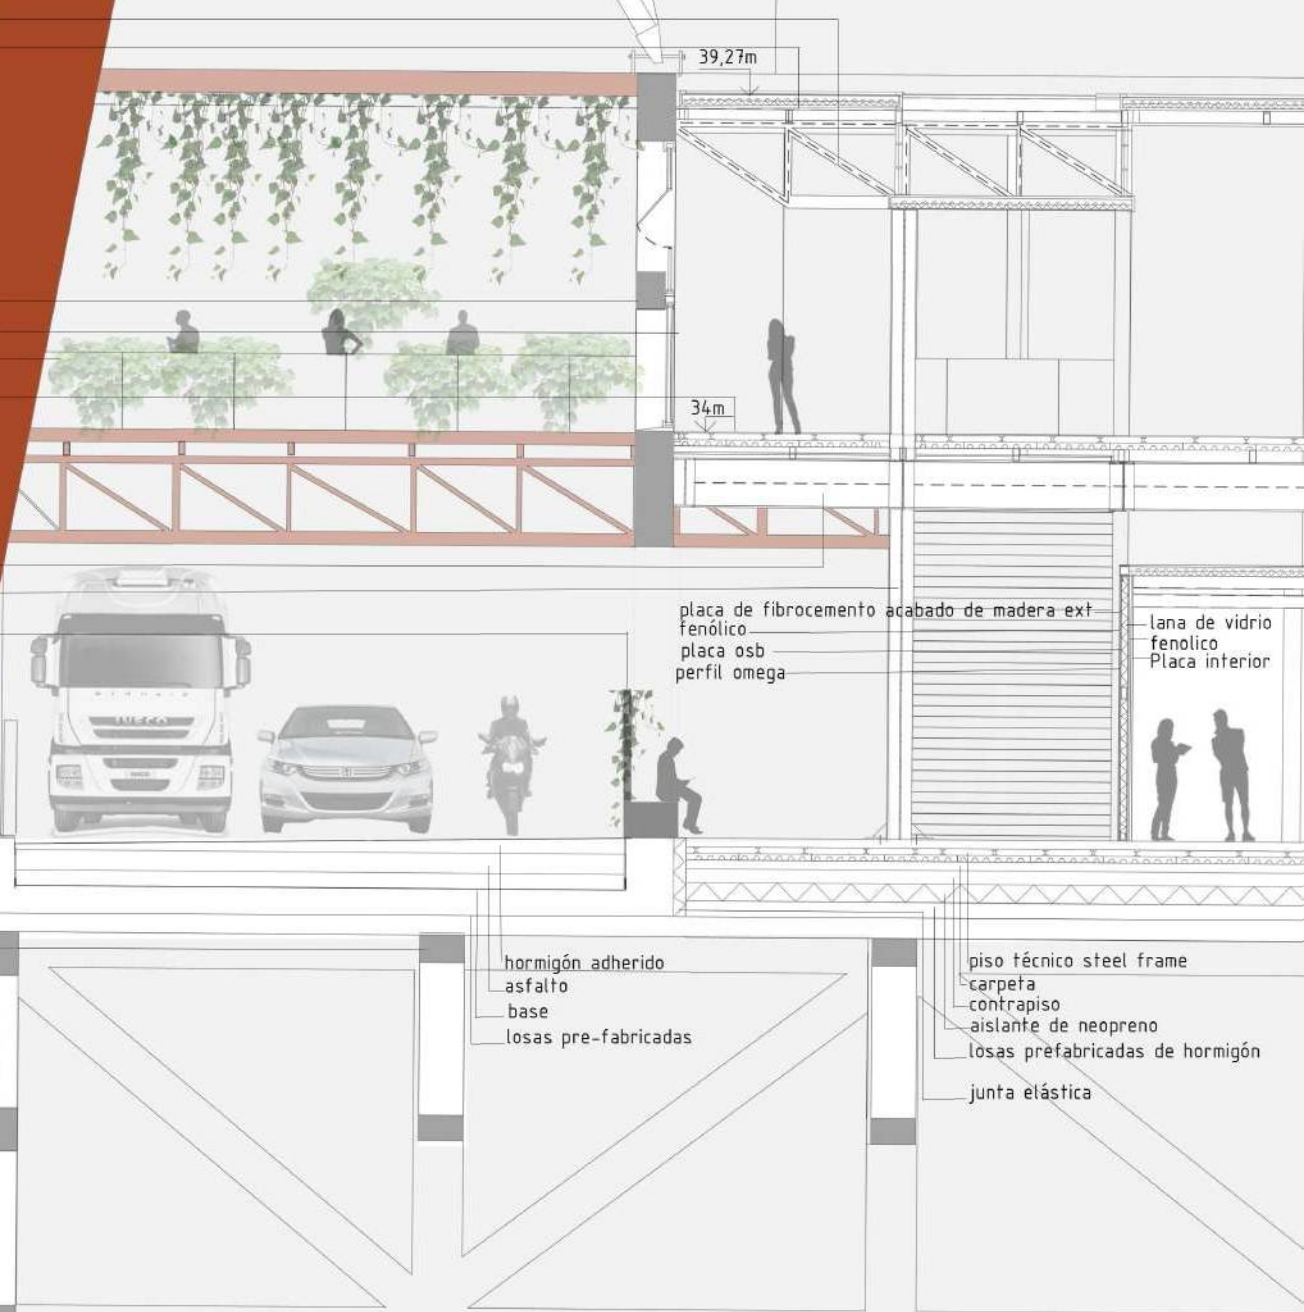 39,27m
34m
placa de fibrocemento acabado de madera ext
fenólico
placa osb
perfil omega
lana de vidrio
fenolico
Placa interior
IVECO
hormigón adherido
asfalto
base
losas pre-fabricadas
piso técnico steel frame
carpeta
contrapiso
aislante de neopreno
losas prefabricadas de hormigón
junta elástica